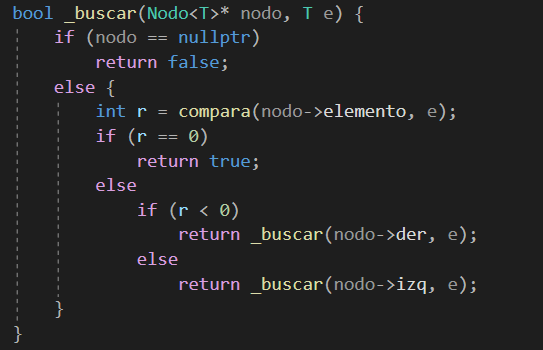 bool _buscar(Nodo<T>* nodo, T e) {
    if (nodo == nullptr)
        return false;
    else {
        int r = compara(nodo->elemento, e);
        if (r == 0)
            return true;
        else
            if (r < 0)
                return _buscar(nodo->der, e);
            else
                return _buscar(nodo->izq, e);
    }
}